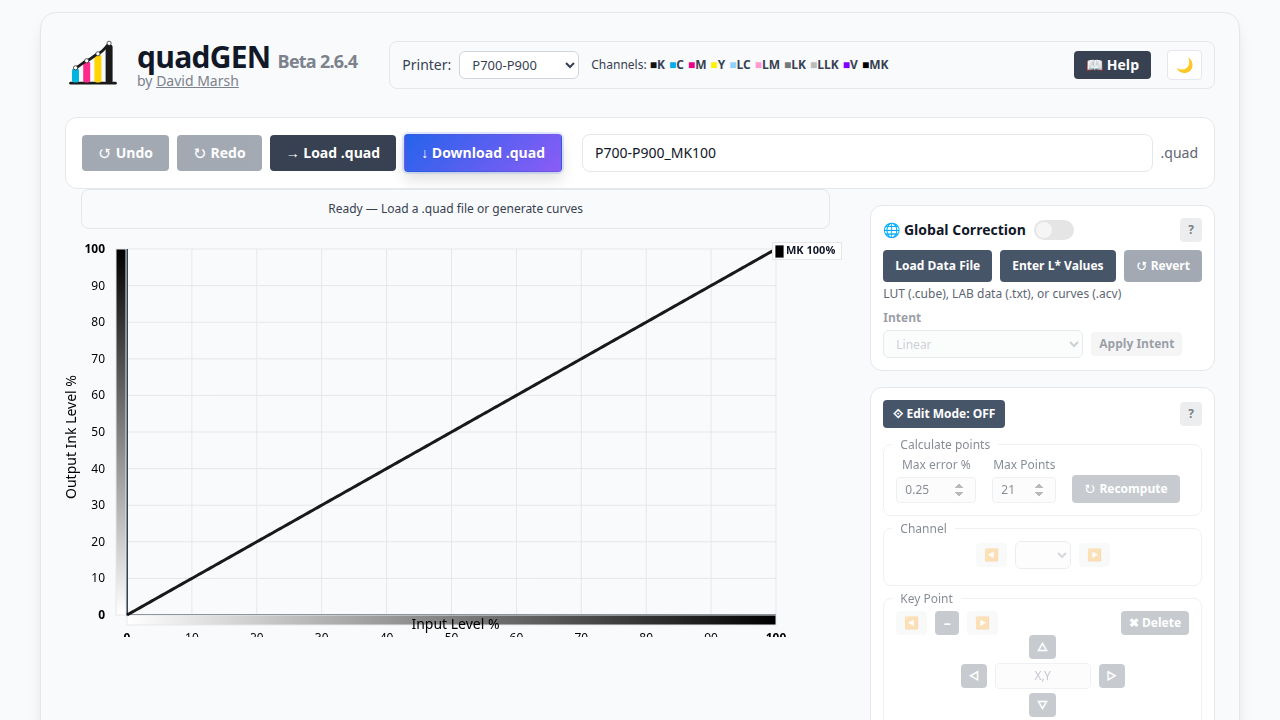 quadGEN Beta 2.6.4
by David Marsh
Printer: P700-P900 Channels: K C M Y LC LM LK LLK V MK
📖 Help 🌙
↺ Undo ↻ Redo → Load .quad ↓ Download .quad P700-P900_MK100 .quad
Ready — Load a .quad file or generate curves
MK 100%
Output Ink Level %
100
90
80
70
60
50
40
30
20
10
0
Input Level %
0 10 20 30 40 50 60 70 80 90 100
🌐 Global Correction ?
Load Data File Enter L* Values ↺ Revert
LUT (.cube), LAB data (.txt), or curves (.acv)
Intent
Linear Apply Intent
⟐ Edit Mode: OFF ?
Calculate points
Max error % Max Points
0.25 21 ↻ Recompute
Channel
◀️ ▶️
Key Point
◀️ – ▶️ ✖ Delete
△
◁ X,Y ▷
▽